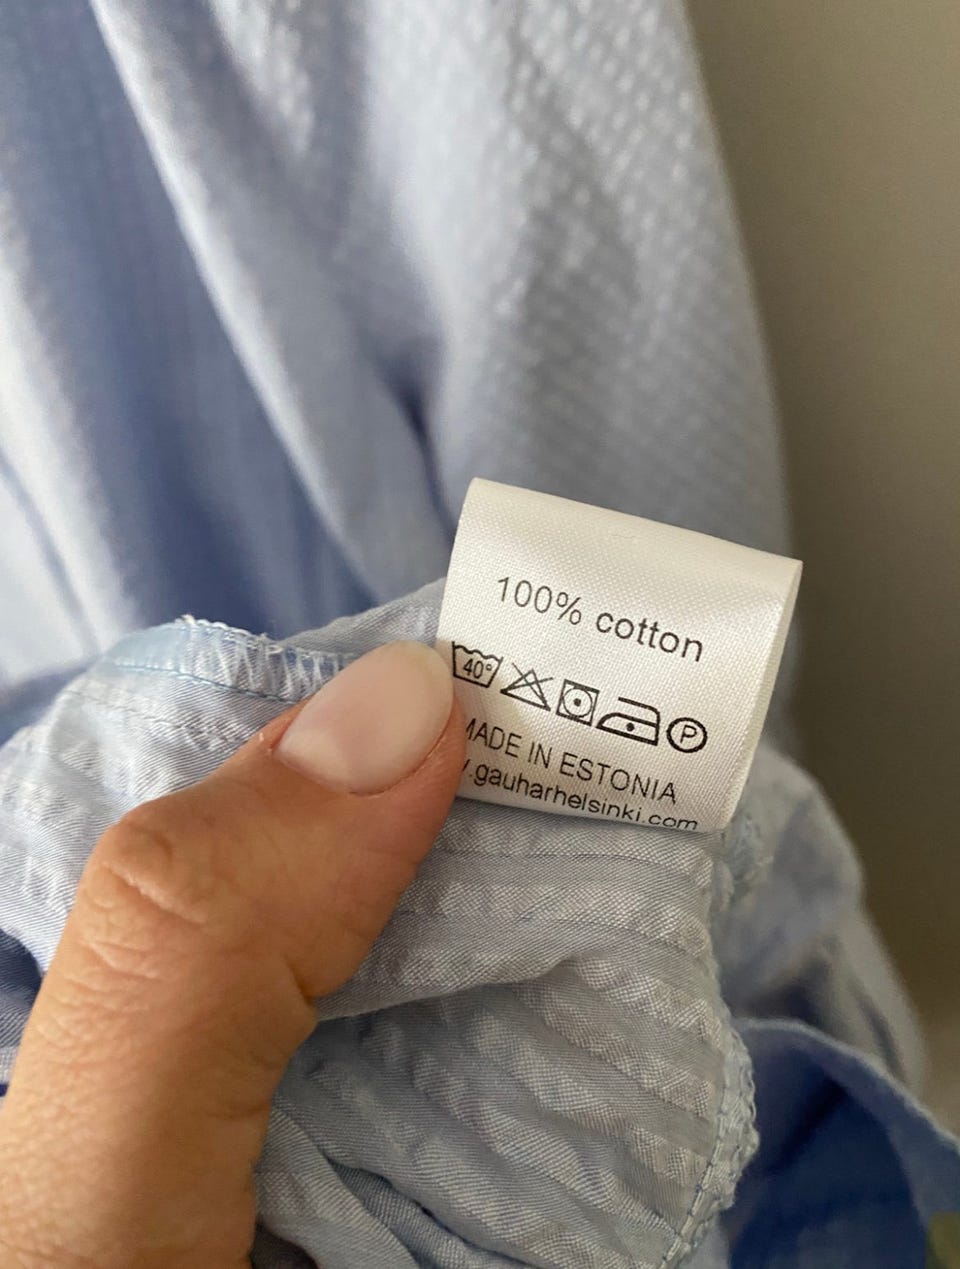 100% cotton
40°
P
MADE IN ESTONIA
.gauharhelsinki.com